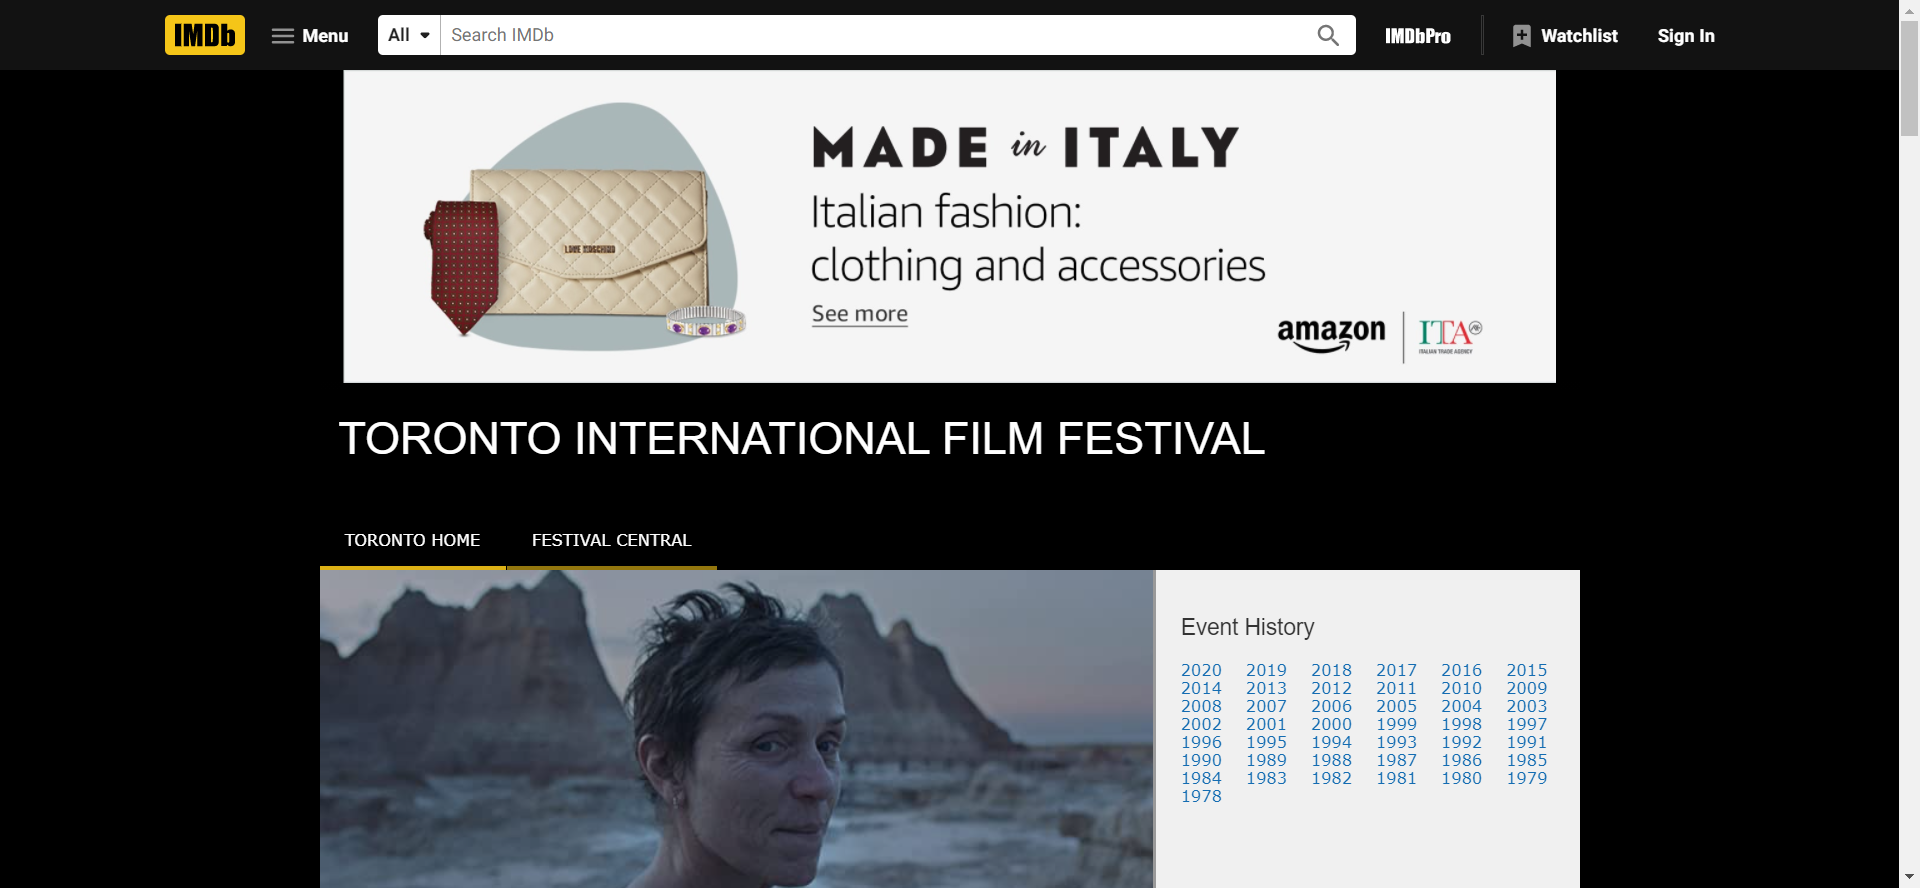 IMDb Menu All Search IMDb IMDbPro Watchlist Sign In
MADE in ITALY
Italian fashion:
clothing and accessories
See more
LOVE MOSCHINO
amazon ITA
ITALIAN TRADE AGENCY
TORONTO INTERNATIONAL FILM FESTIVAL
TORONTO HOME FESTIVAL CENTRAL
Event History
2020 2019 2018 2017 2016 2015
2014 2013 2012 2011 2010 2009
2008 2007 2006 2005 2004 2003
2002 2001 2000 1999 1998 1997
1996 1995 1994 1993 1992 1991
1990 1989 1988 1987 1986 1985
1984 1983 1982 1981 1980 1979
1978